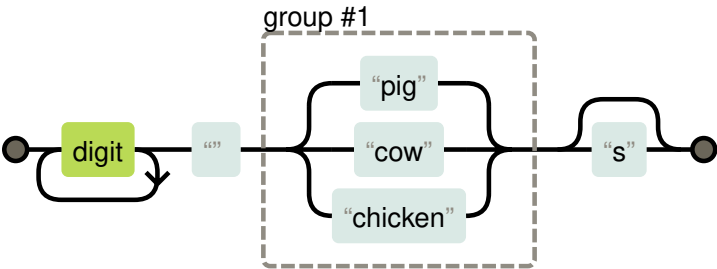 group #1
“pig”
digit “ ” “cow” “s”
“chicken”